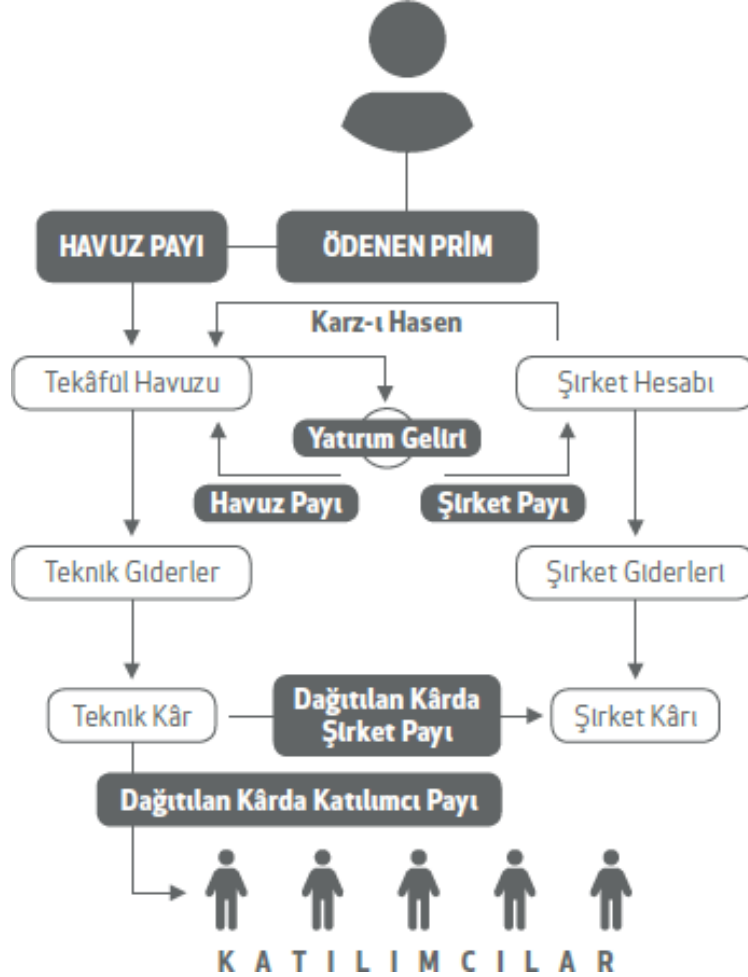 HAVUZ PAYI
ÖDENEN PRİM
Karz-ı Hasen
Tekâfül Havuzu
Şirket Hesabı
Yatırım Geliri
Havuz Payı
Şirket Payı
Teknik Giderler
Şirket Giderleri
Teknik Kâr
Dağıtılan Kârda
Şirket Payı
Şirket Kârı
Dağıtılan Kârda Katılımcı Payı
KATILIMCILAR